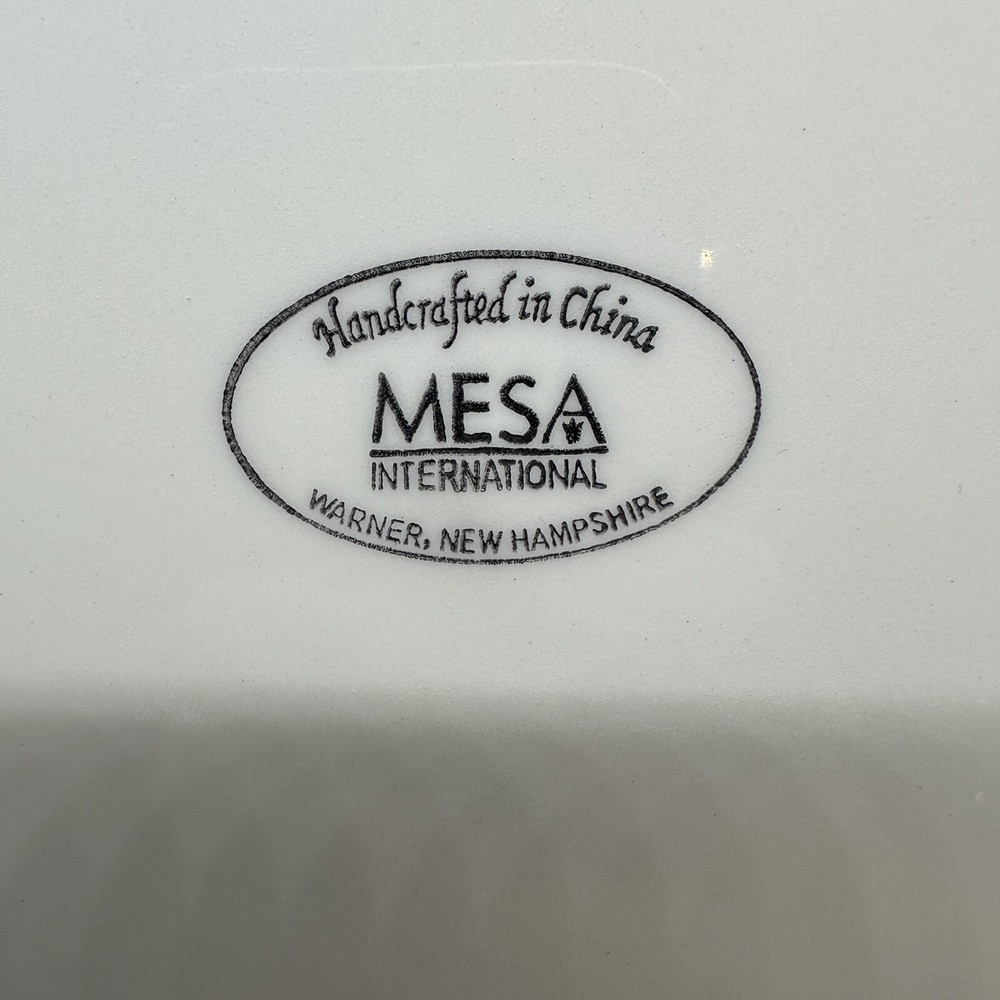 Handcrafted in China
MESA
INTERNATIONAL
WARNER, NEW HAMPSHIRE